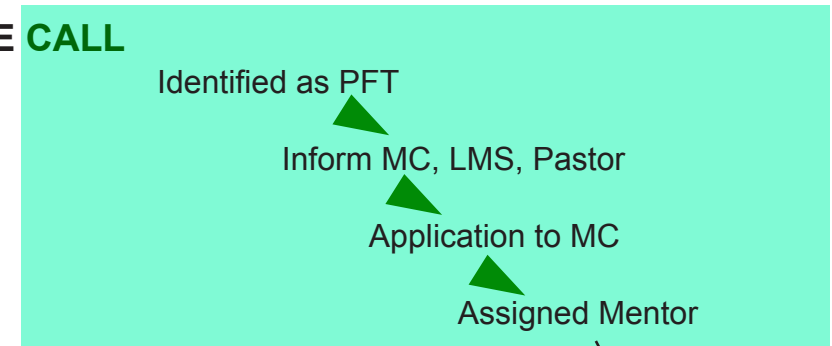 E CALL
Identified as PFT
Inform MC, LMS, Pastor
Application to MC
Assigned Mentor